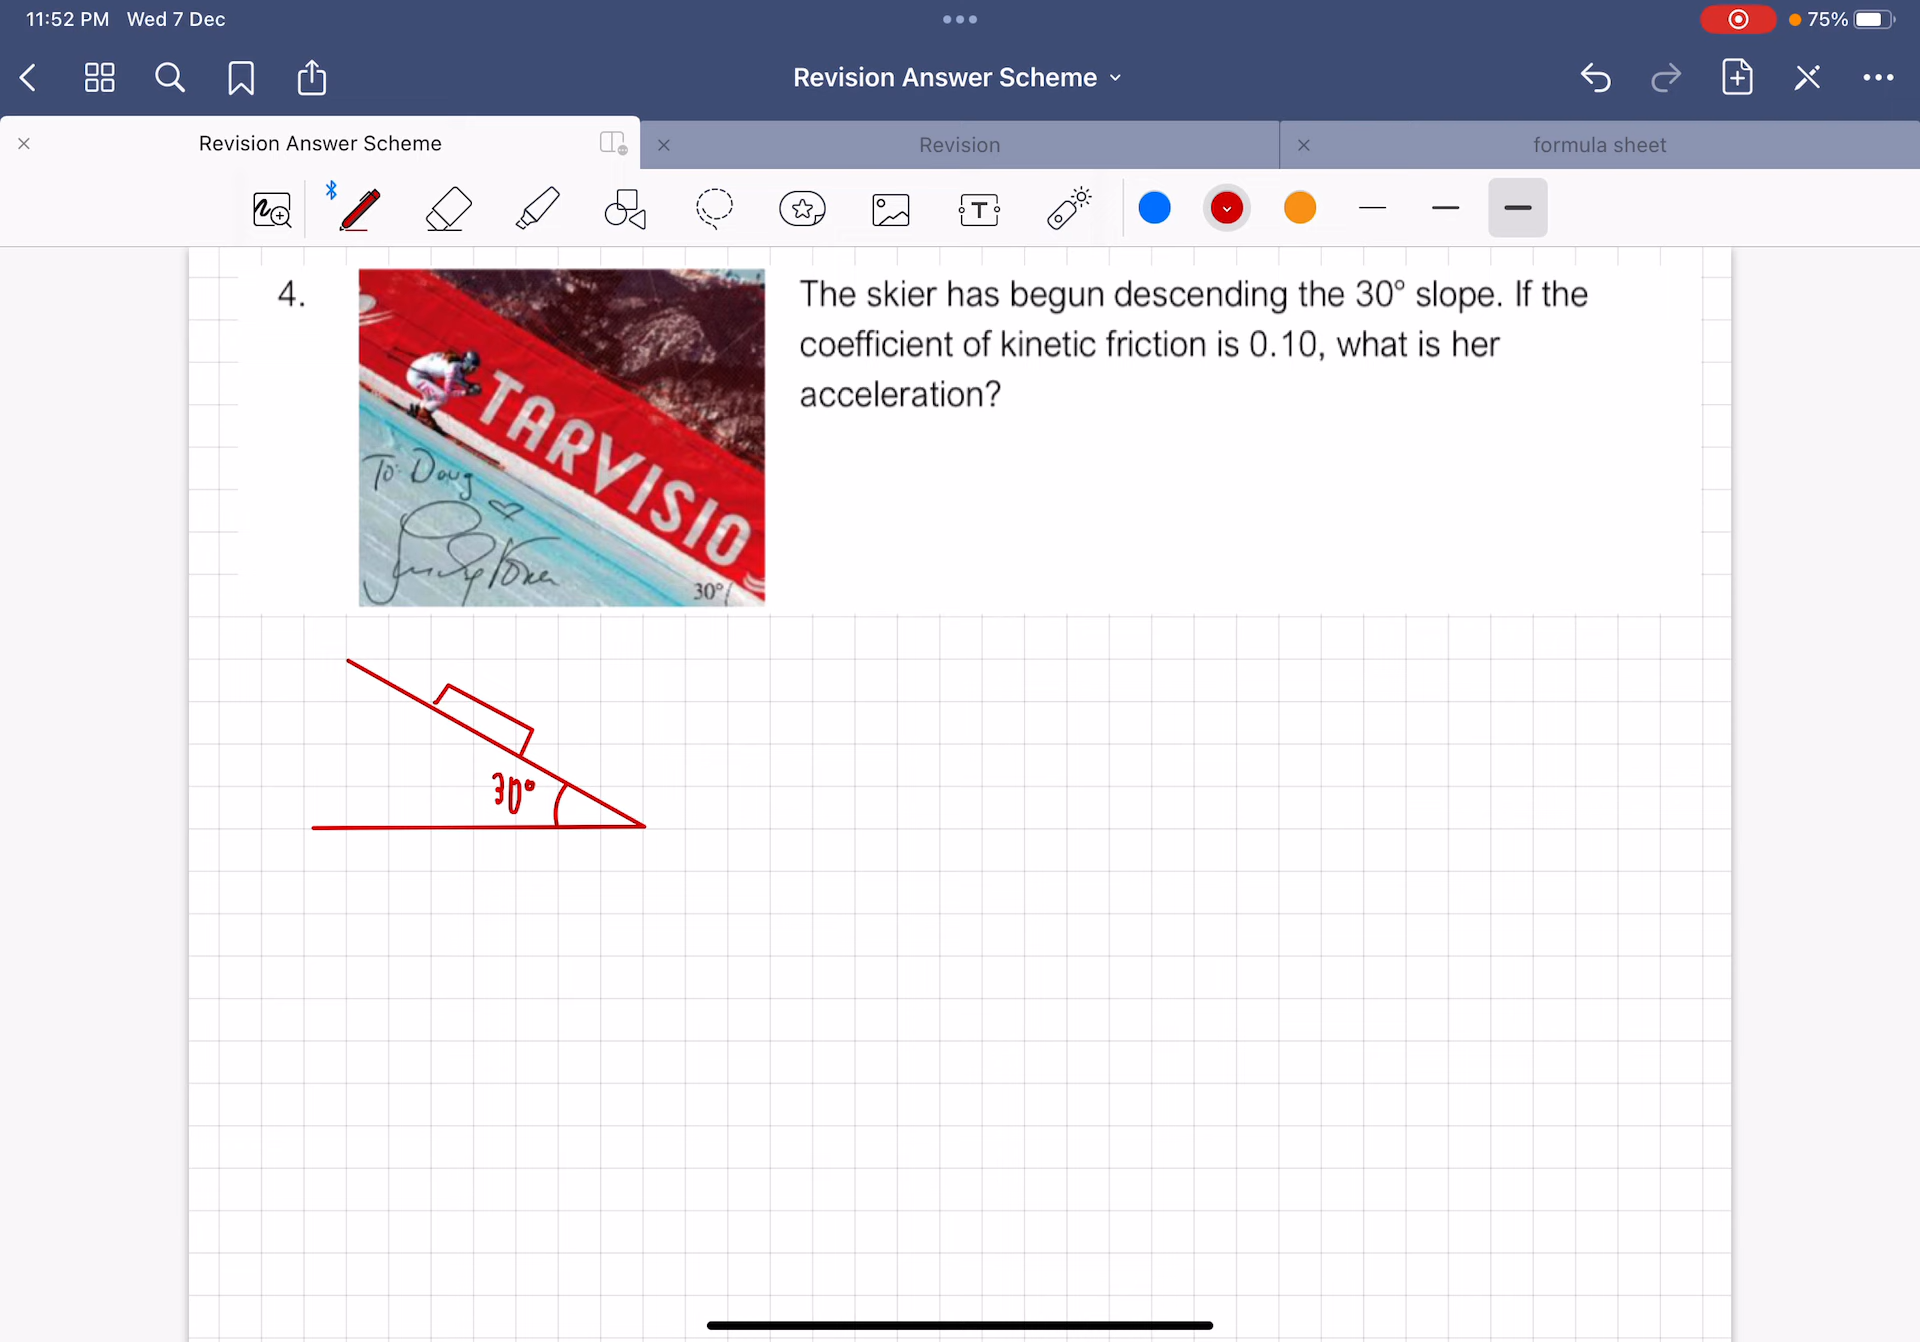 11:52 PM Wed 7 Dec
75%
Revision Answer Scheme
Revision Answer Scheme
Revision
formula sheet
T
4.
The skier has begun descending the 30° slope. If the
coefficient of kinetic friction is 0.10, what is her
acceleration?
TARVISIO
To: Doug
30°
30°